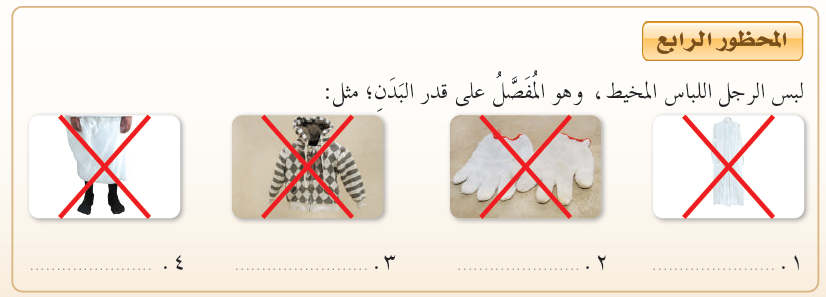 المحظور الرابع
لبس الرجل اللباس المخيط، وهو المُفَصَّلُ على قدر البَدَنِ؛ مثل:
١ . ........................ ٢ . ........................ ٣ . ........................ ٤ . ........................